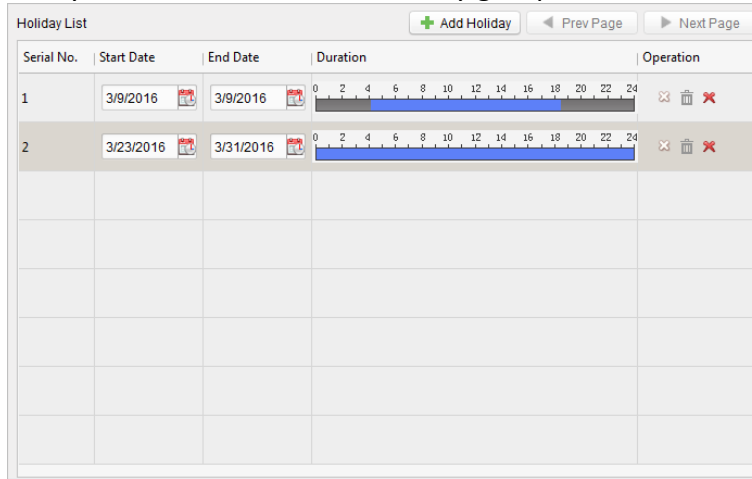 Holiday List Add Holiday Prev Page Next Page
Serial No. Start Date End Date Duration Operation
0 2 4 6 8 10 12 14 16 18 20 22 24
1 3/9/2016 3/9/2016
0 2 4 6 8 10 12 14 16 18 20 22 24
2 3/23/2016 3/31/2016